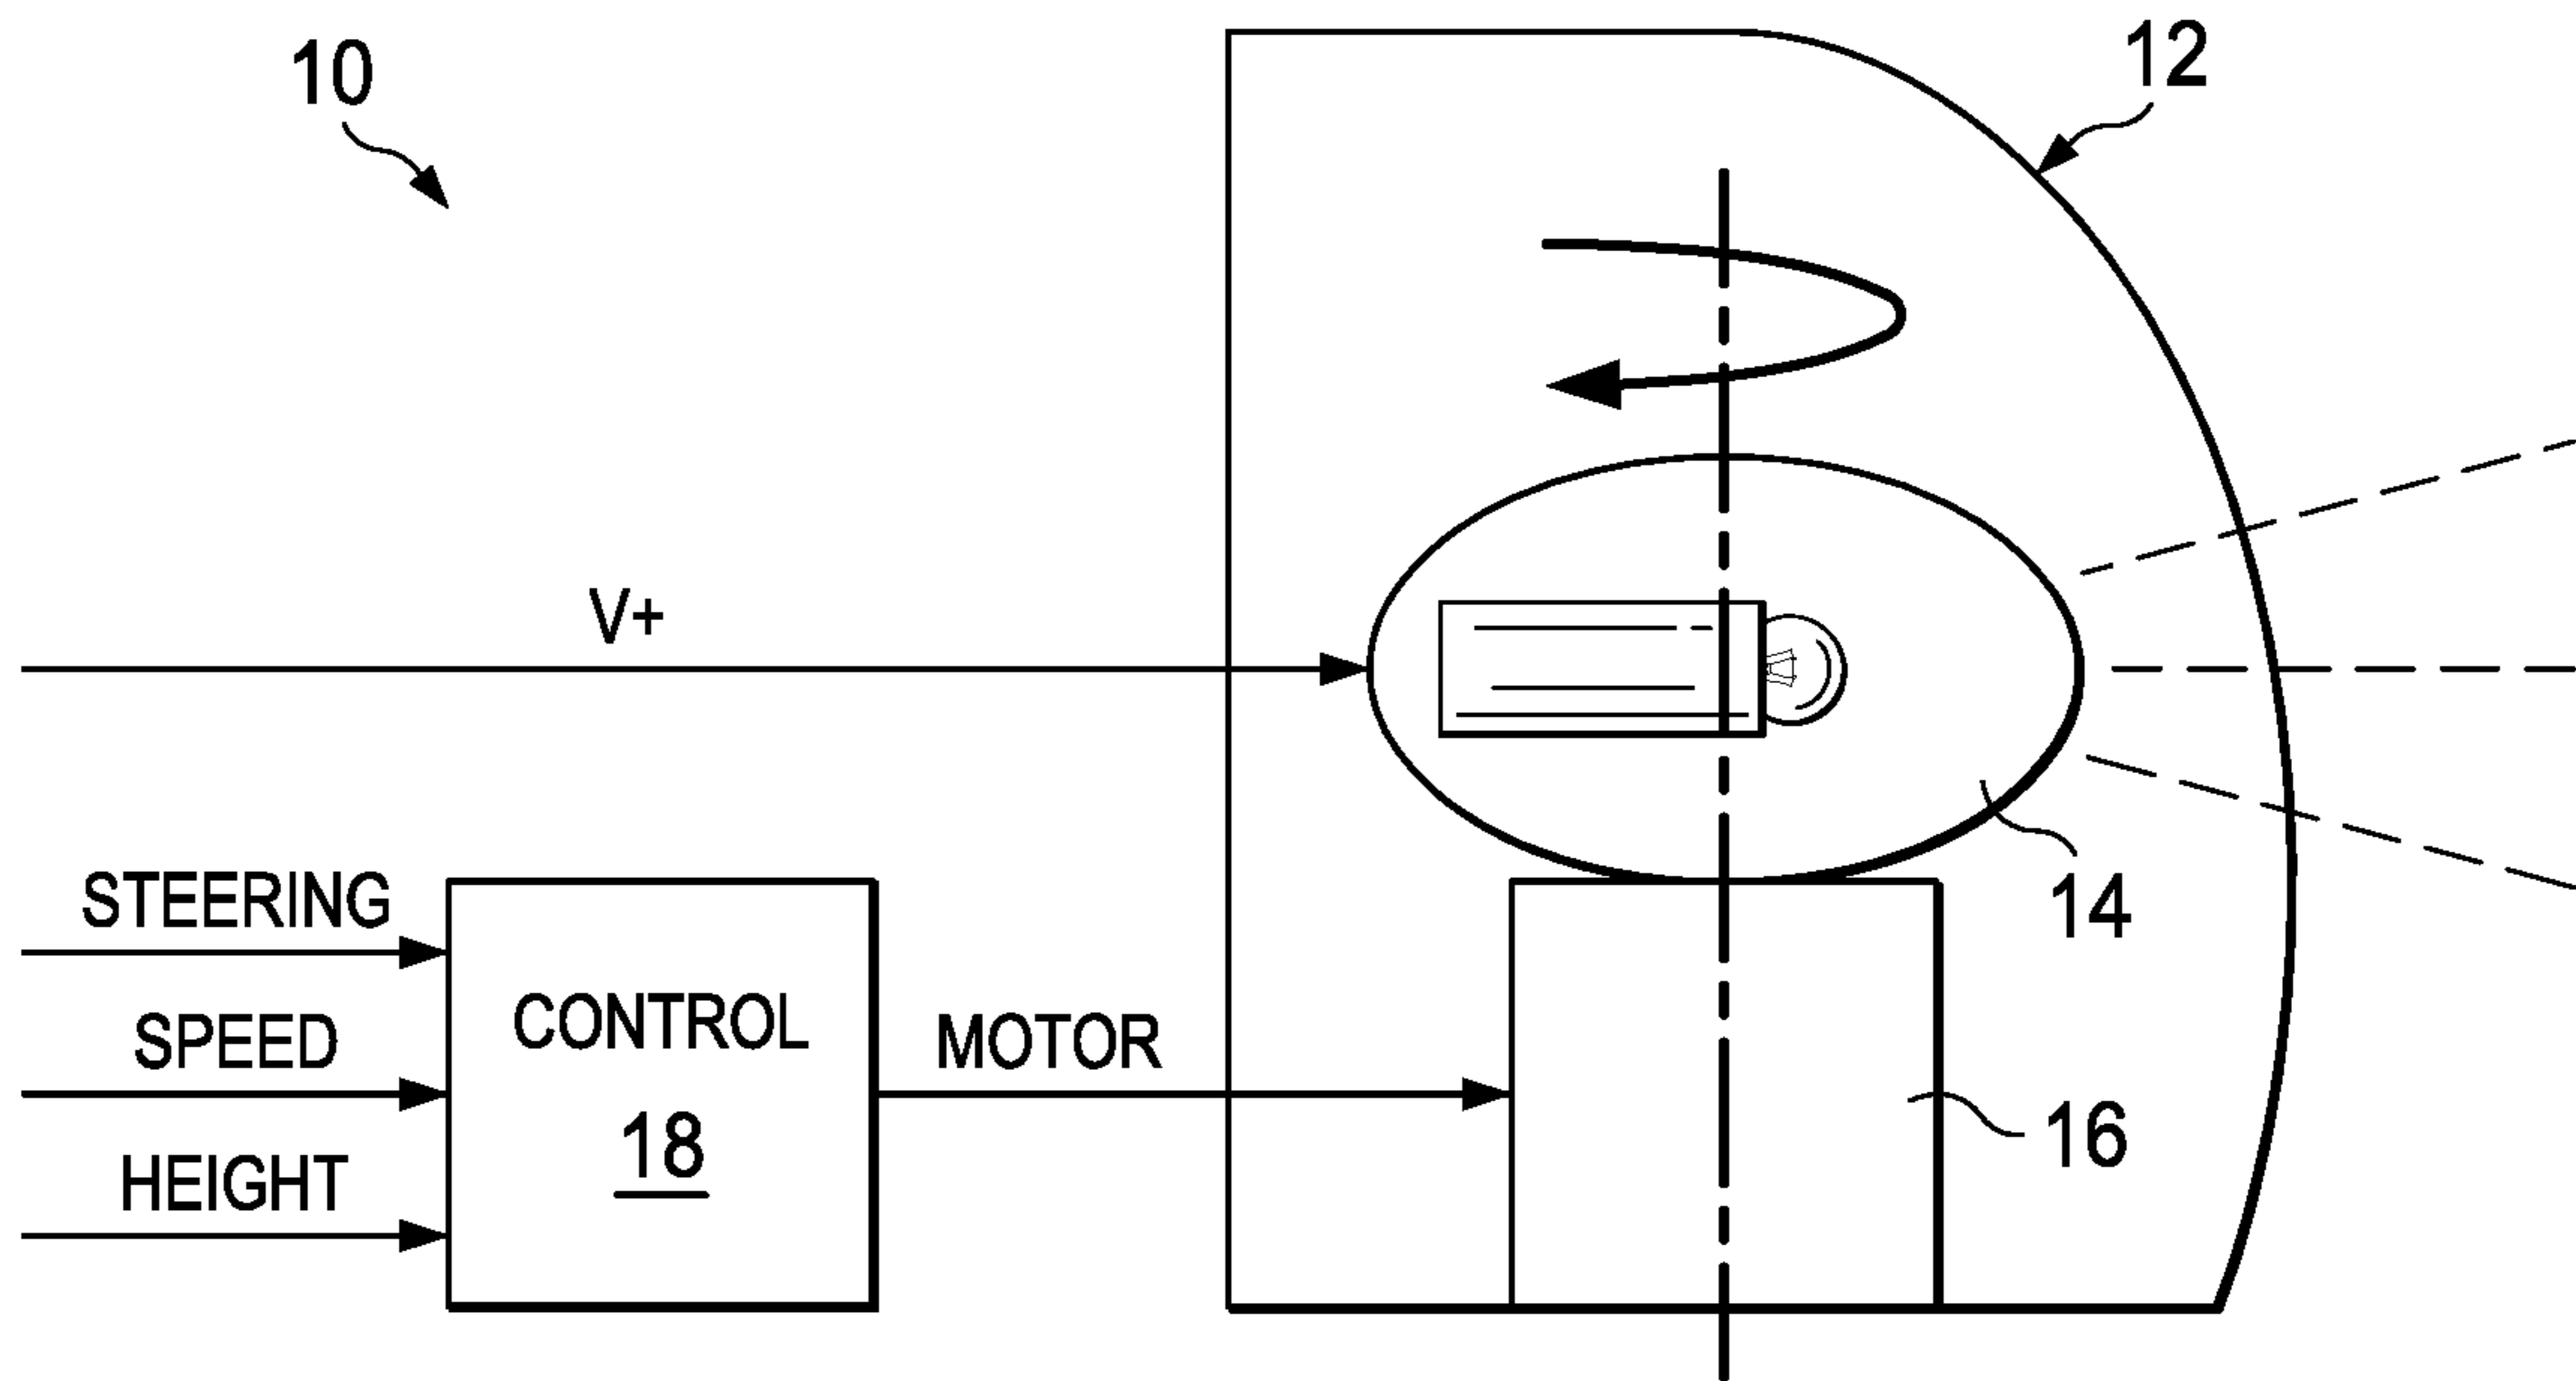 10
12
V+
14
STEERING
SPEED
HEIGHT
CONTROL
18
MOTOR
16